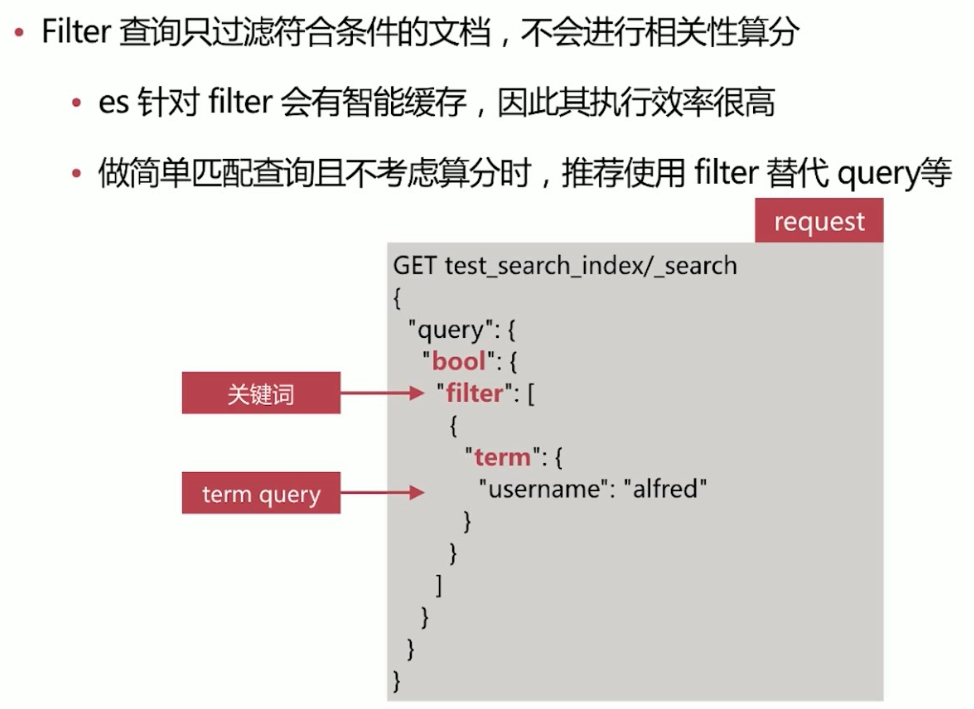 Filter 查询只过滤符合条件的文档，不会进行相关性算分
es 针对 filter 会有智能缓存，因此其执行效率很高
做简单匹配查询且不考虑算分时，推荐使用 filter 替代 query等
request
GET test_search_index/_search
{
"query": {
"bool": {
关键词
"filter": [
{
"term": {
term query
"username": "alfred"
}
}
]
}
}
}